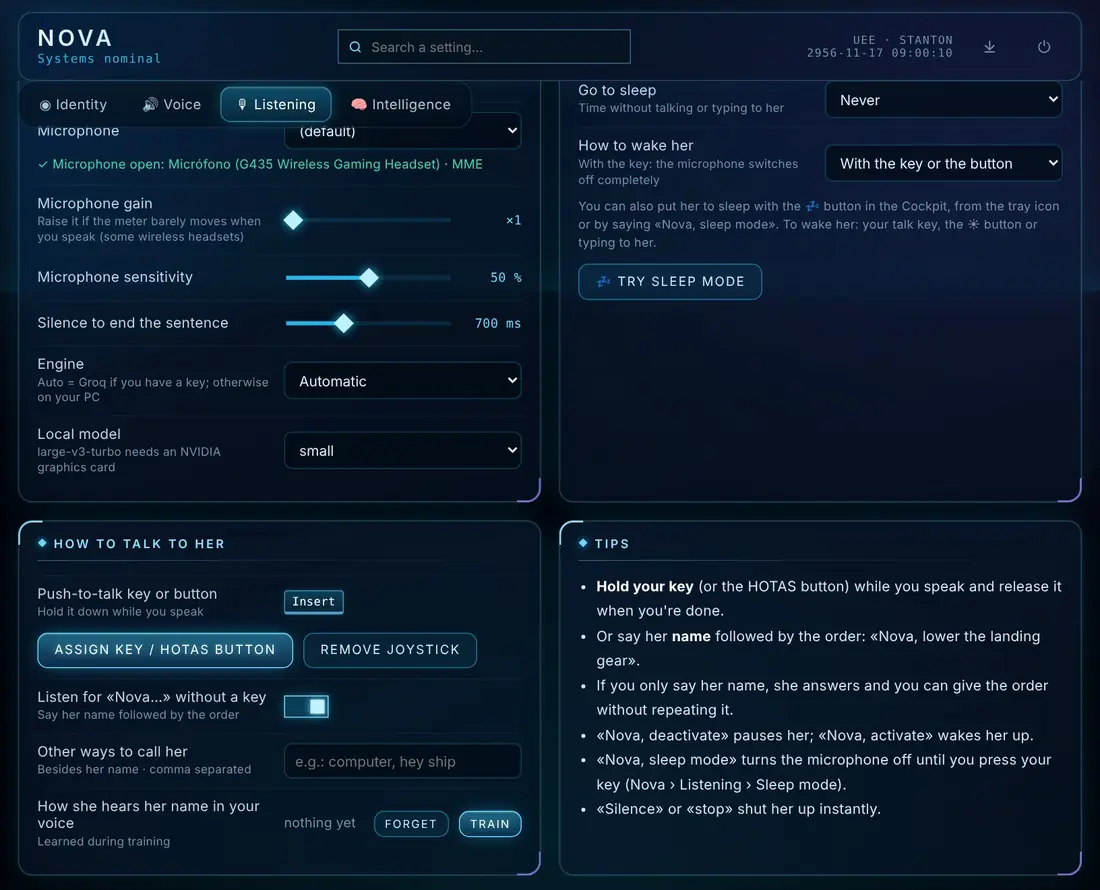 NOVA
Systems nominal
Search a setting...
UEE · STANTON
2956-11-17 09:00:10
Identity
Voice
Listening
Intelligence
Microphone
(default)
✓ Microphone open: Micrófono (G435 Wireless Gaming Headset) · MME
Microphone gain
Raise it if the meter barely moves when
you speak (some wireless headsets)
×1
Microphone sensitivity
50 %
Silence to end the sentence
700 ms
Engine
Auto = Groq if you have a key; otherwise
on your PC
Automatic
Local model
large-v3-turbo needs an NVIDIA
graphics card
small
Go to sleep
Time without talking or typing to her
Never
How to wake her
With the key: the microphone switches
off completely
With the key or the button
You can also put her to sleep with the 💤 button in the Cockpit, from the tray icon
or by saying «Nova, sleep mode». To wake her: your talk key, the ☀ button or
typing to her.
💤 TRY SLEEP MODE
HOW TO TALK TO HER
Push-to-talk key or button
Hold it down while you speak
Insert
ASSIGN KEY / HOTAS BUTTON
REMOVE JOYSTICK
Listen for «Nova...» without a key
Say her name followed by the order
Other ways to call her
Besides her name · comma separated
e.g.: computer, hey ship
How she hears her name in your
voice
Learned during training
nothing yet
FORGET
TRAIN
TIPS
• Hold your key (or the HOTAS button) while you speak and release it
when you're done.
• Or say her name followed by the order: «Nova, lower the landing
gear».
• If you only say her name, she answers and you can give the order
without repeating it.
• «Nova, deactivate» pauses her; «Nova, activate» wakes her up.
• «Nova, sleep mode» turns the microphone off until you press your
key (Nova › Listening › Sleep mode).
• «Silence» or «stop» shut her up instantly.